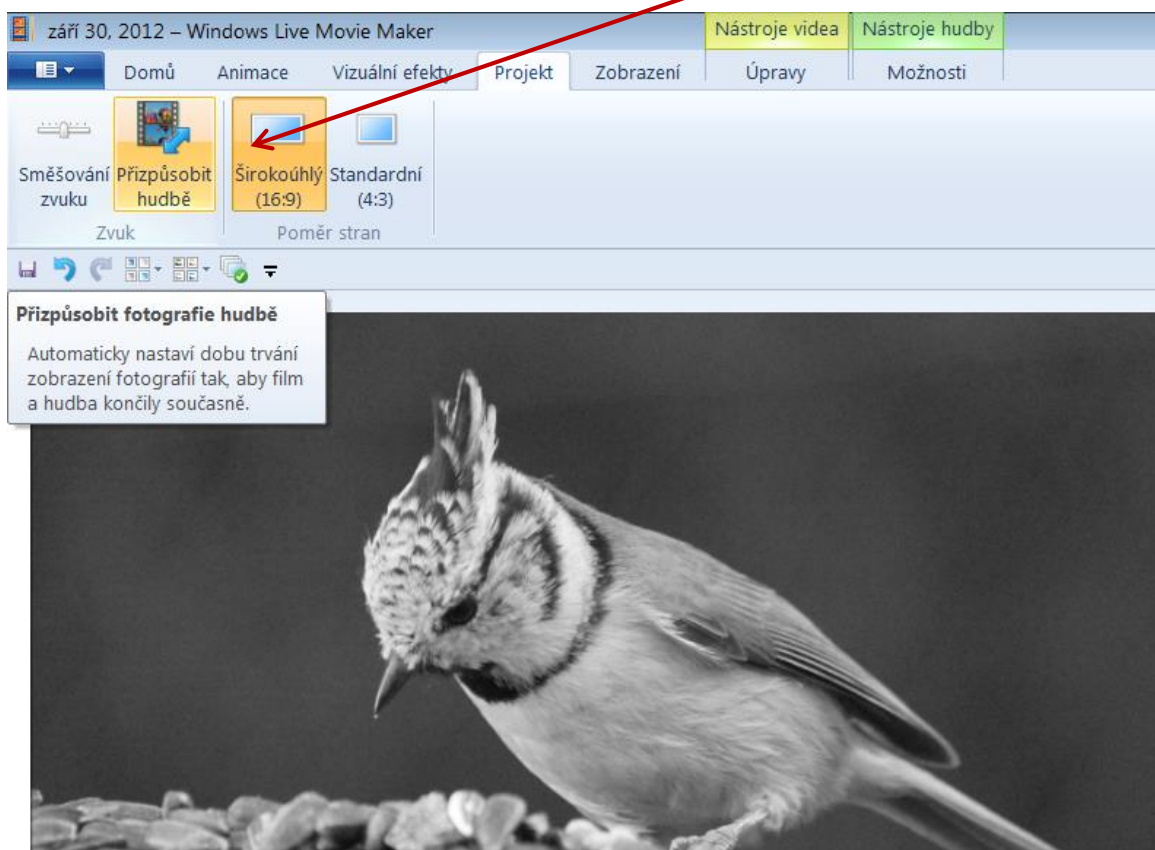 září 30, 2012 – Windows Live Movie Maker
Nástroje videa
Nástroje hudby
Domů
Animace
Vizuální efekty
Projekt
Zobrazení
Úpravy
Možnosti
Směšování
zvuku
Přizpůsobit
hudbě
Širokoúhlý
(16:9)
Standardní
(4:3)
Zvuk
Poměr stran
Přizpůsobit fotografie hudbě
Automaticky nastaví dobu trvání
zobrazení fotografií tak, aby film
a hudba končily současně.